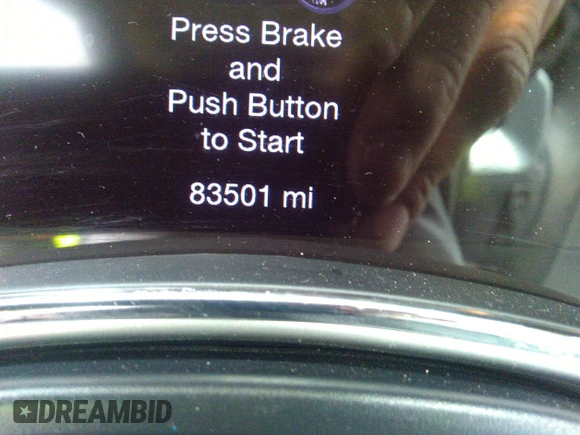 Press Brake
and
Push Button
to Start
83501 mi
DREAMBID